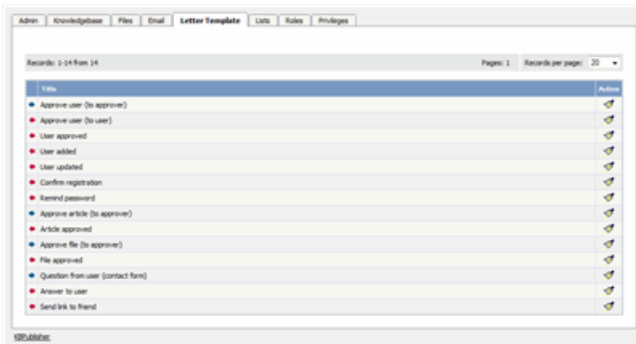 Admin Knowledgebase Files Email Letter Template Lists Roles Privileges
Records: 1-14 from 14 Pages: 1 Records per page: 20
Title Action
Approve user (to approver)
Approve user (to user)
User approved
User added
User updated
Confirm registration
Remind password
Approve article (to approver)
Article approved
Approve file (to approver)
File approved
Question from user (contact form)
Answer to user
Send link to friend
KBPublisher